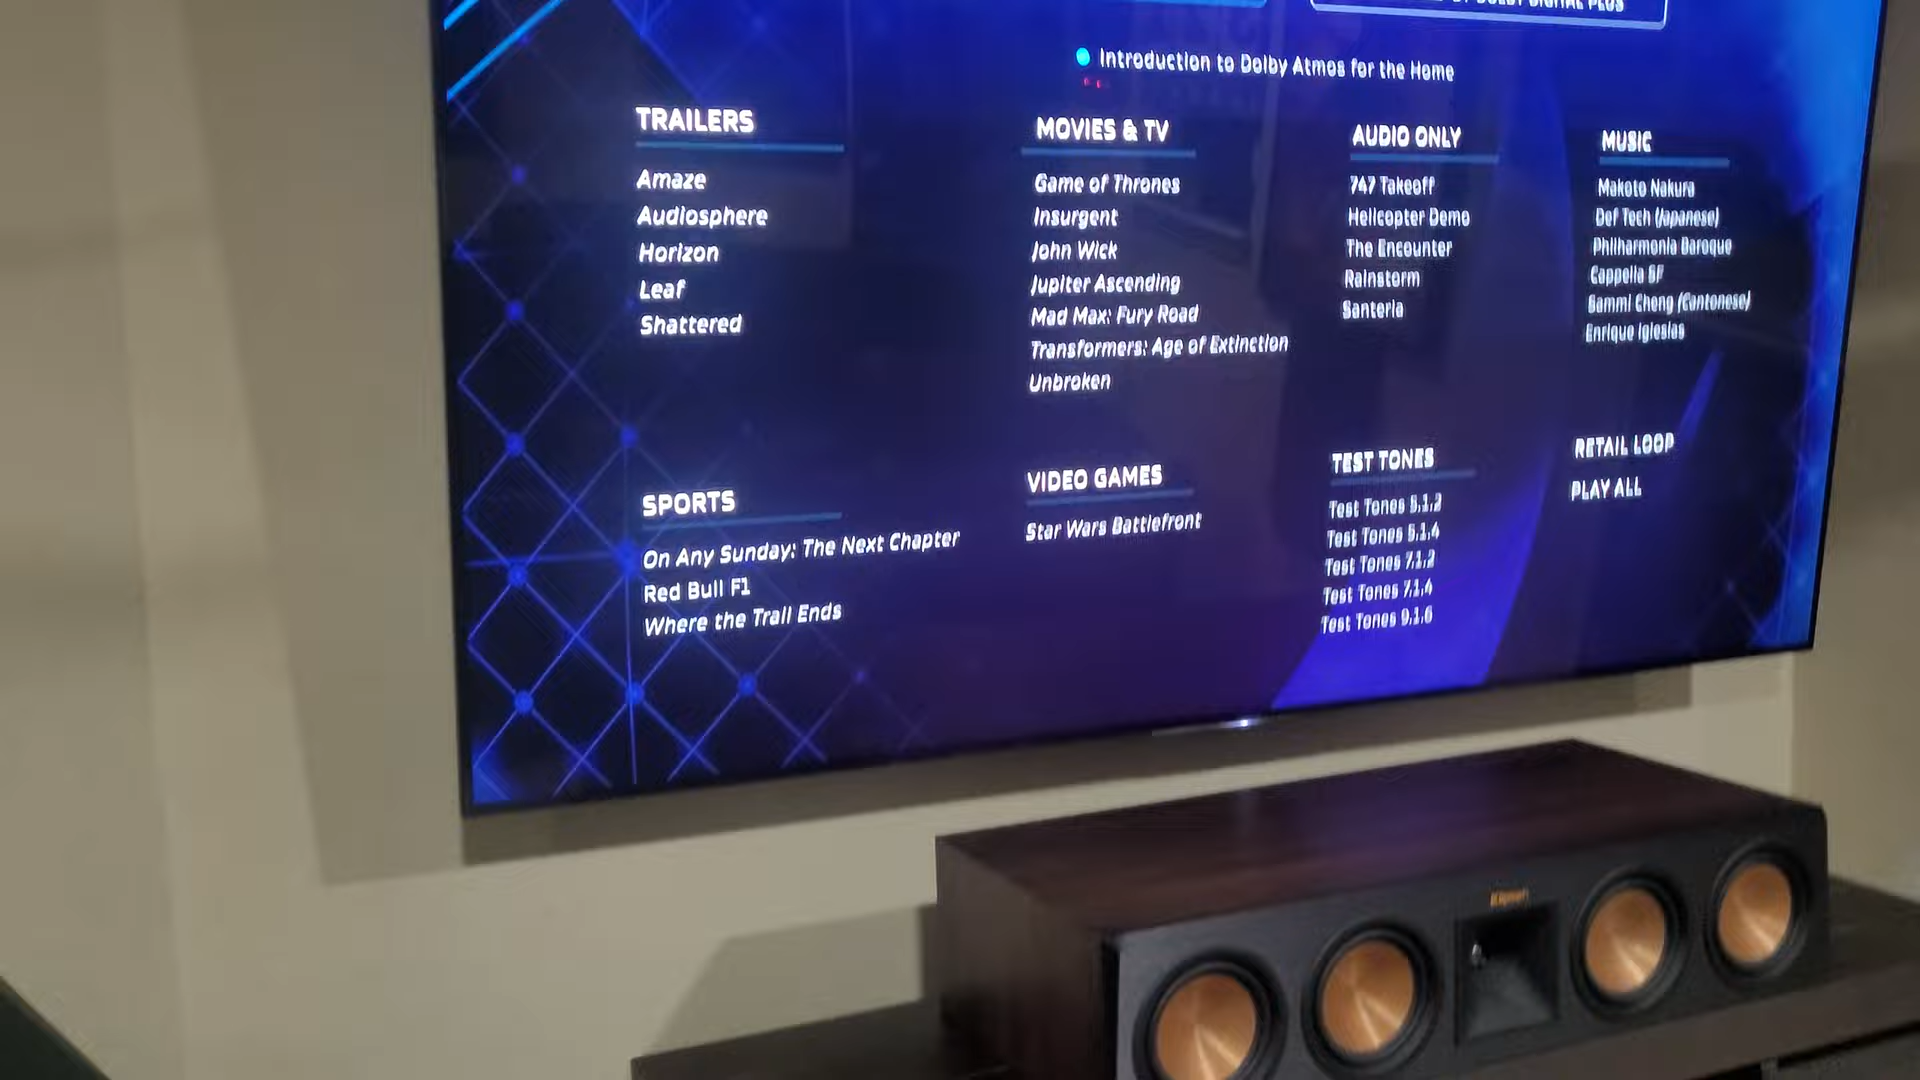 BY DOLBY DIGITAL PLUS
Introduction to Dolby Atmos for the Home
TRAILERS
Amaze
Audiosphere
Horizon
Leaf
Shattered
MOVIES & TV
Game of Thrones
Insurgent
John Wick
Jupiter Ascending
Mad Max: Fury Road
Transformers: Age of Extinction
Unbroken
AUDIO ONLY
747 Takeoff
Helicopter Demo
The Encounter
Rainstorm
Santeria
MUSIC
Makoto Nakura
Def Tech (Japanese)
Philharmonia Baroque
Cappella SF
Sammi Cheng (Cantonese)
Enrique Iglesias
SPORTS
On Any Sunday: The Next Chapter
Red Bull F1
Where the Trail Ends
VIDEO GAMES
Star Wars Battlefront
TEST TONES
Test Tones 5.1.2
Test Tones 5.1.4
Test Tones 7.1.2
Test Tones 7.1.4
Test Tones 9.1.6
RETAIL LOOP
PLAY ALL
Klipsch